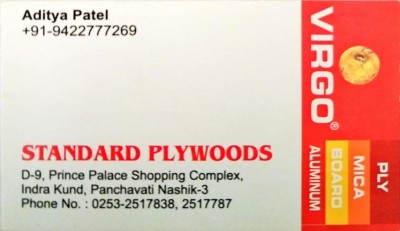 Aditya Patel
+91-9422777269
STANDARD PLYWOODS
D-9, Prince Palace Shopping Complex,
Indra Kund, Panchavati Nashik-3
Phone No. : 0253-2517838, 2517787
VIRGO®
PLY
MICA
BOARD
ALUMINUM